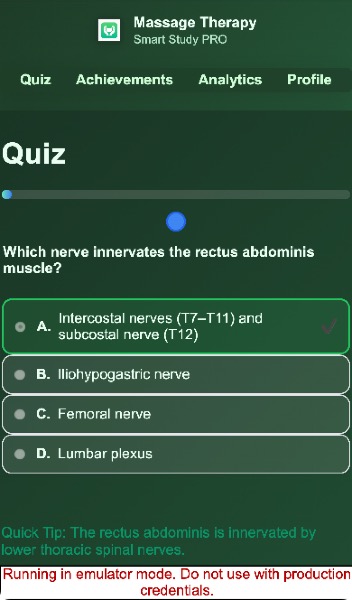 Massage Therapy
Smart Study PRO
Quiz
Achievements
Analytics
Profile
Quiz
Which nerve innervates the rectus abdominis
muscle?
A. Intercostal nerves (T7–T11) and
subcostal nerve (T12)
B. Iliohypogastric nerve
C. Femoral nerve
D. Lumbar plexus
Quick Tip: The rectus abdominis is innervated by
lower thoracic spinal nerves.
Running in emulator mode. Do not use with production
credentials.